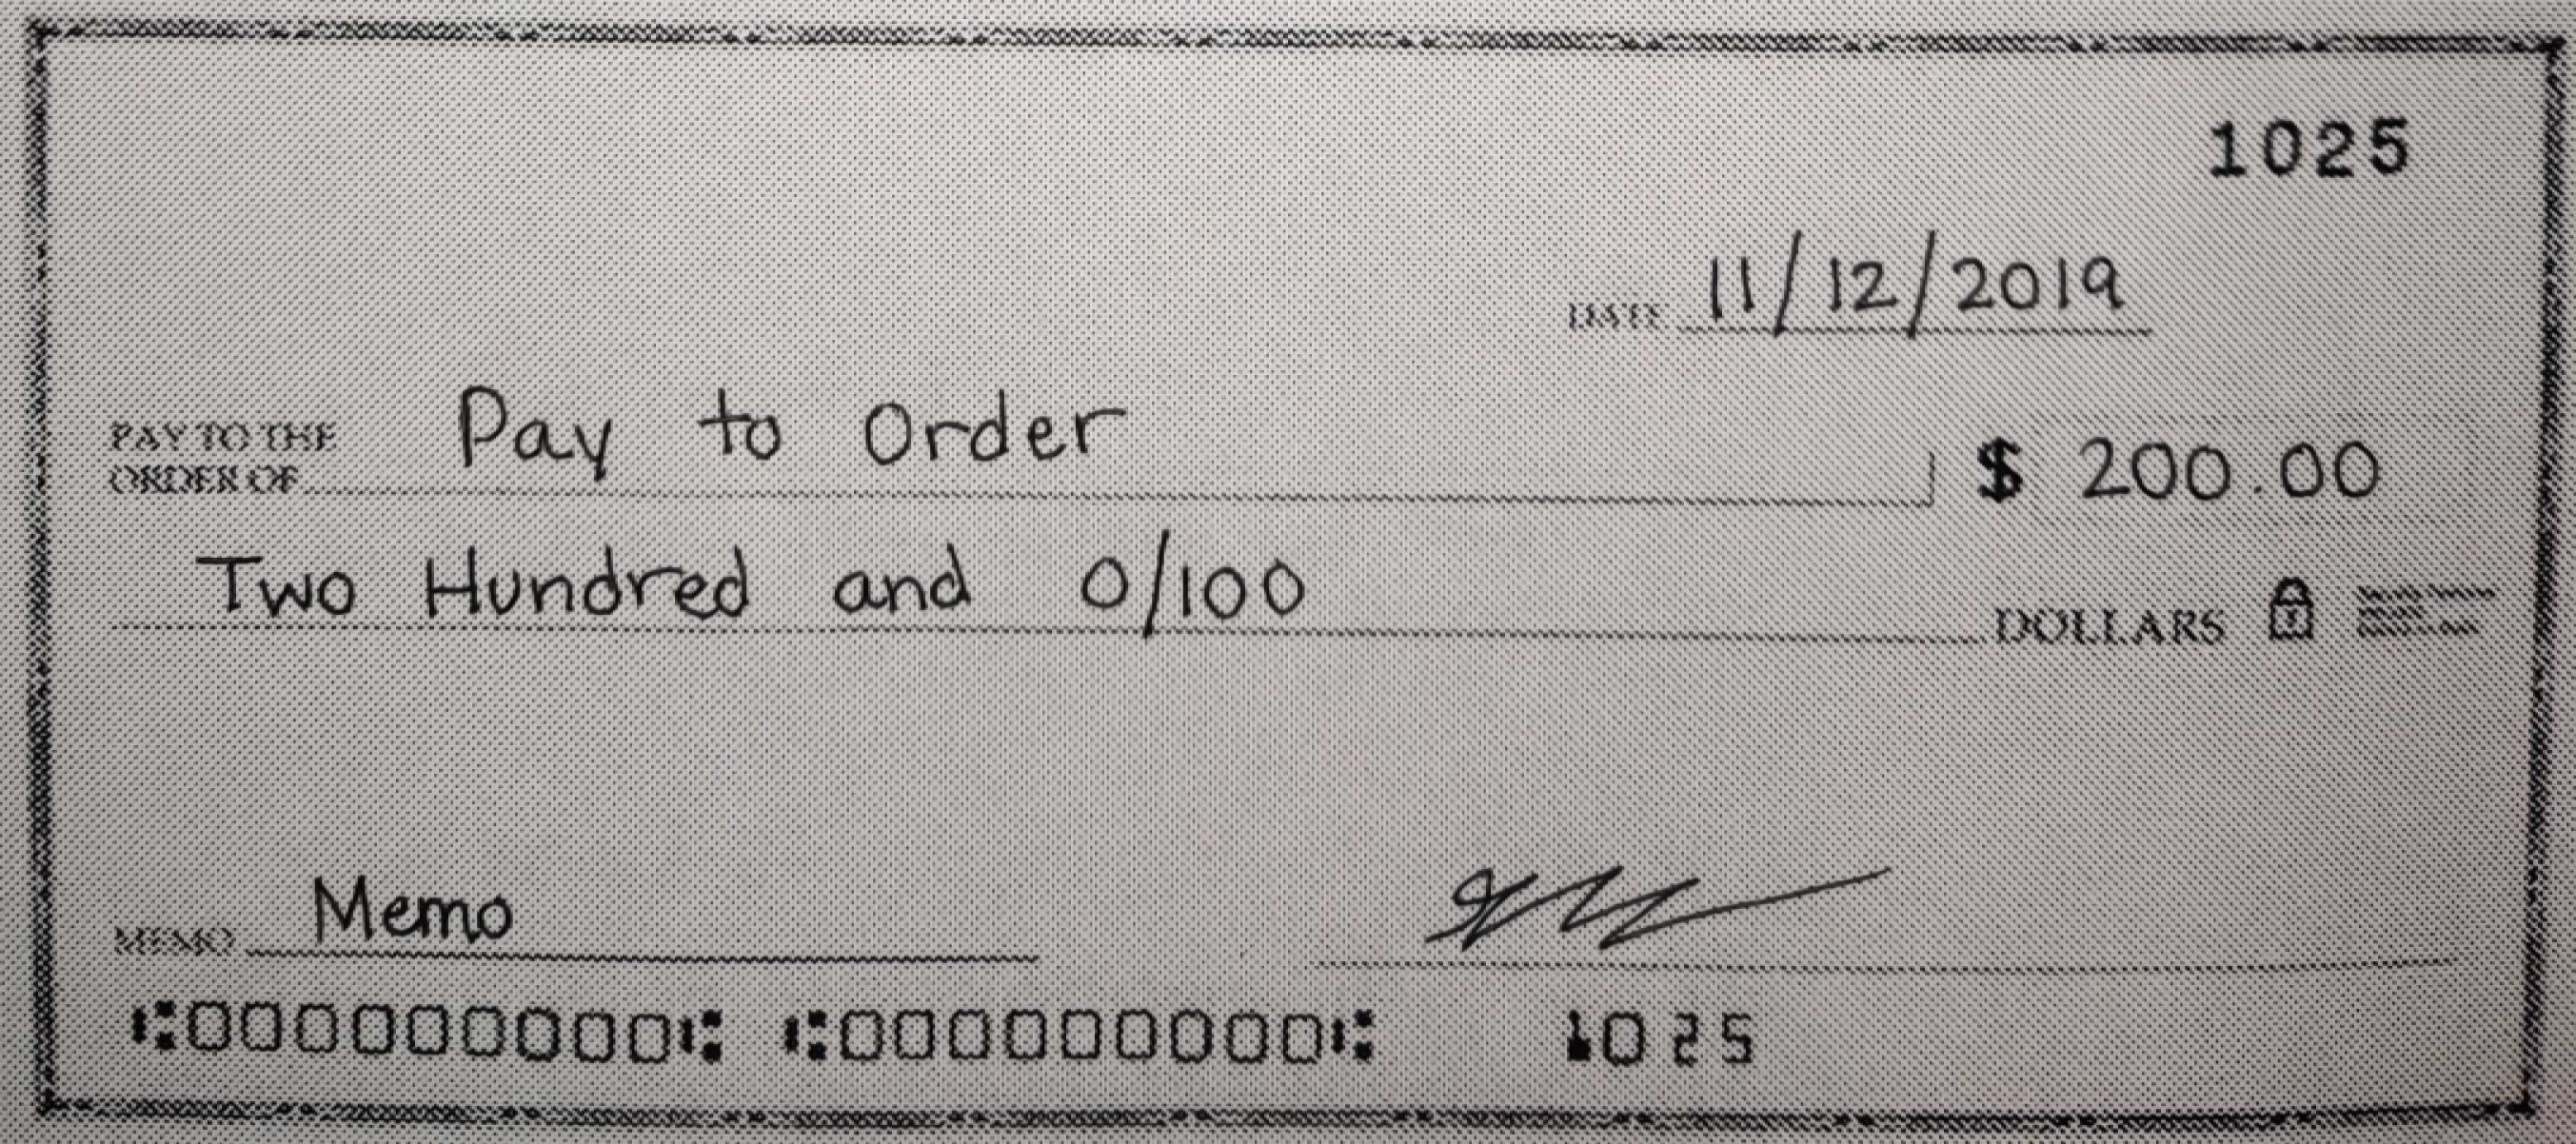 1025
DATE 11/12/2019
PAY TO THE
ORDER OF Pay to Order $ 200.00
Two Hundred and 0/100 DOLLARS
MEMO Memo
⑆000000000⑆ ⑆000000000⑆ 1025